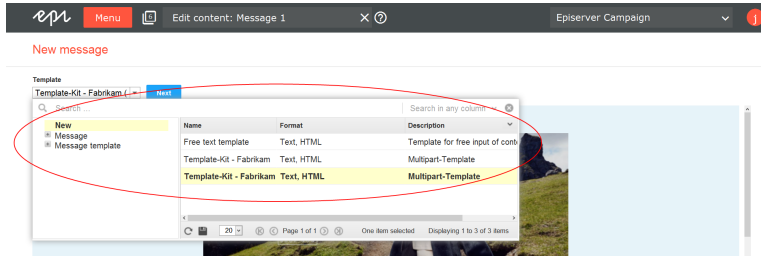 epi Menu 6 Edit content: Message 1 Episerver Campaign j
New message
Template
Template-Kit - Fabrikam ( Next
Search ... Search in any column
New
Message
Message template
Name Format Description
Free text template Text, HTML Template for free input of conte
Template-Kit - Fabrikam Text, HTML Multipart-Template
Template-Kit - Fabrikam Text, HTML Multipart-Template
20 Page 1 of 1 One item selected Displaying 1 to 3 of 3 items